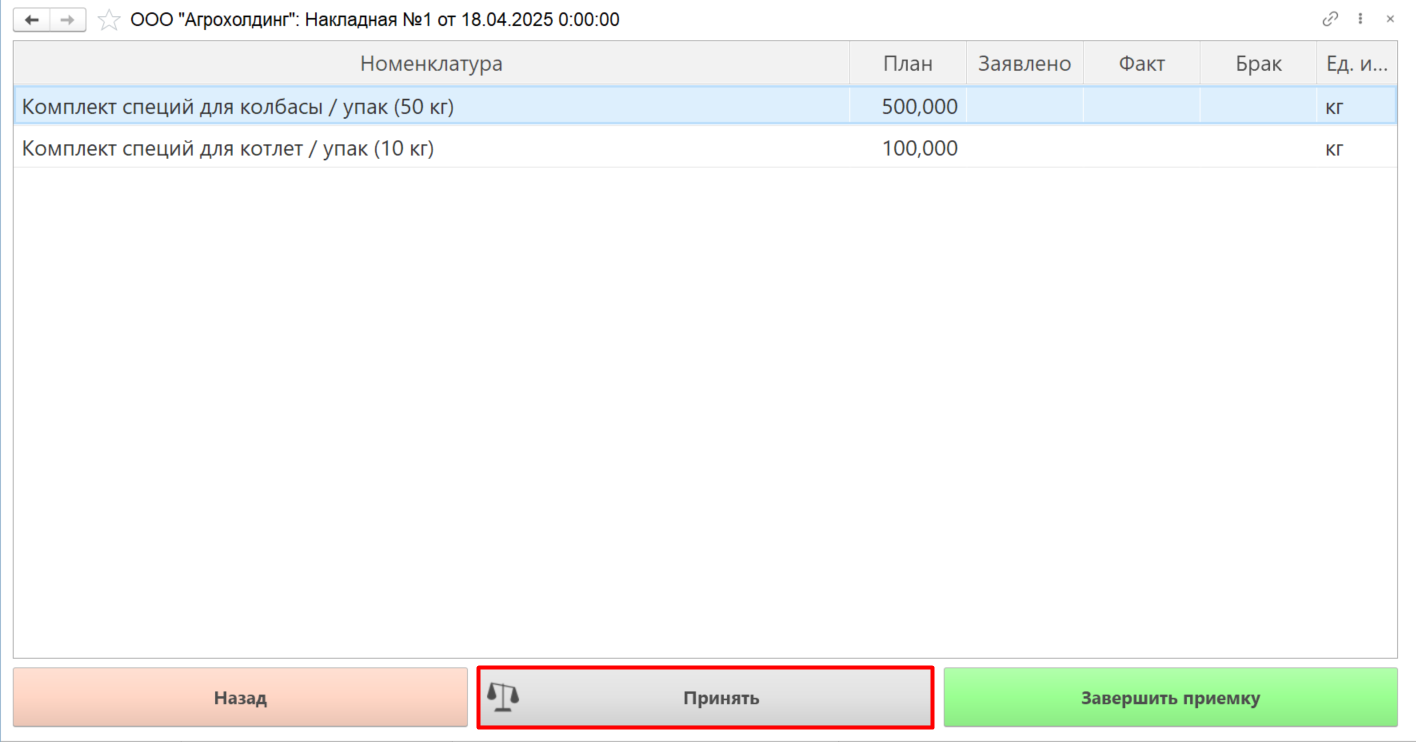 ООО "Агрохолдинг": Накладная №1 от 18.04.2025 0:00:00
Номенклатура План Заявлено Факт Брак Ед. и...
Комплект специй для колбасы / упак (50 кг) 500,000 кг
Комплект специй для котлет / упак (10 кг) 100,000 кг
Назад Принять Завершить приемку